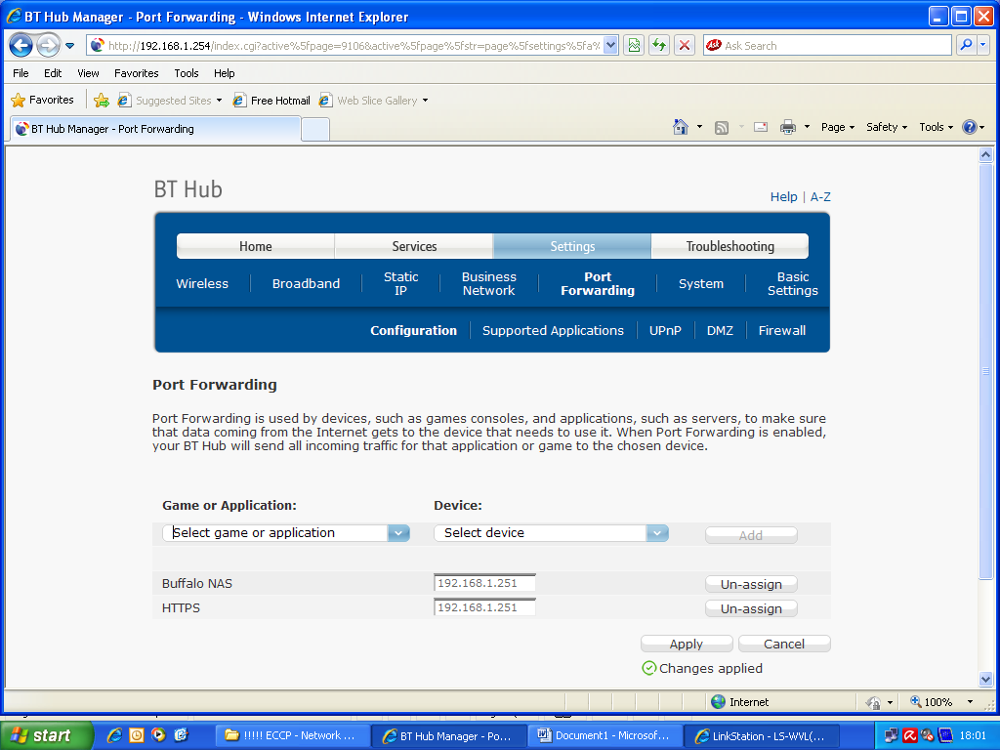 BT Hub Manager - Port Forwarding - Windows Internet Explorer
http://192.168.1.254/index.cgi?active%5fpage=9106&active%5fpage%5fstr=page%5fsettings%5fa%
Ask Search
File Edit View Favorites Tools Help
Favorites Suggested Sites Free Hotmail Web Slice Gallery
BT Hub Manager - Port Forwarding
Page Safety Tools
BT Hub
Help | A-Z
Home Services Settings Troubleshooting
Wireless Broadband Static IP Business Network Port Forwarding System Basic Settings
Configuration Supported Applications UPnP DMZ Firewall
Port Forwarding
Port Forwarding is used by devices, such as games consoles, and applications, such as servers, to make sure
that data coming from the Internet gets to the device that needs to use it. When Port Forwarding is enabled,
your BT Hub will send all incoming traffic for that application or game to the chosen device.
Game or Application: Device:
Select game or application Select device Add
Buffalo NAS 192.168.1.251 Un-assign
HTTPS 192.168.1.251 Un-assign
Apply Cancel
Changes applied
Internet 100%
start !!!!! ECCP - Network ... BT Hub Manager - Po... Document1 - Microsof... LinkStation - LS-WVL(... 18:01